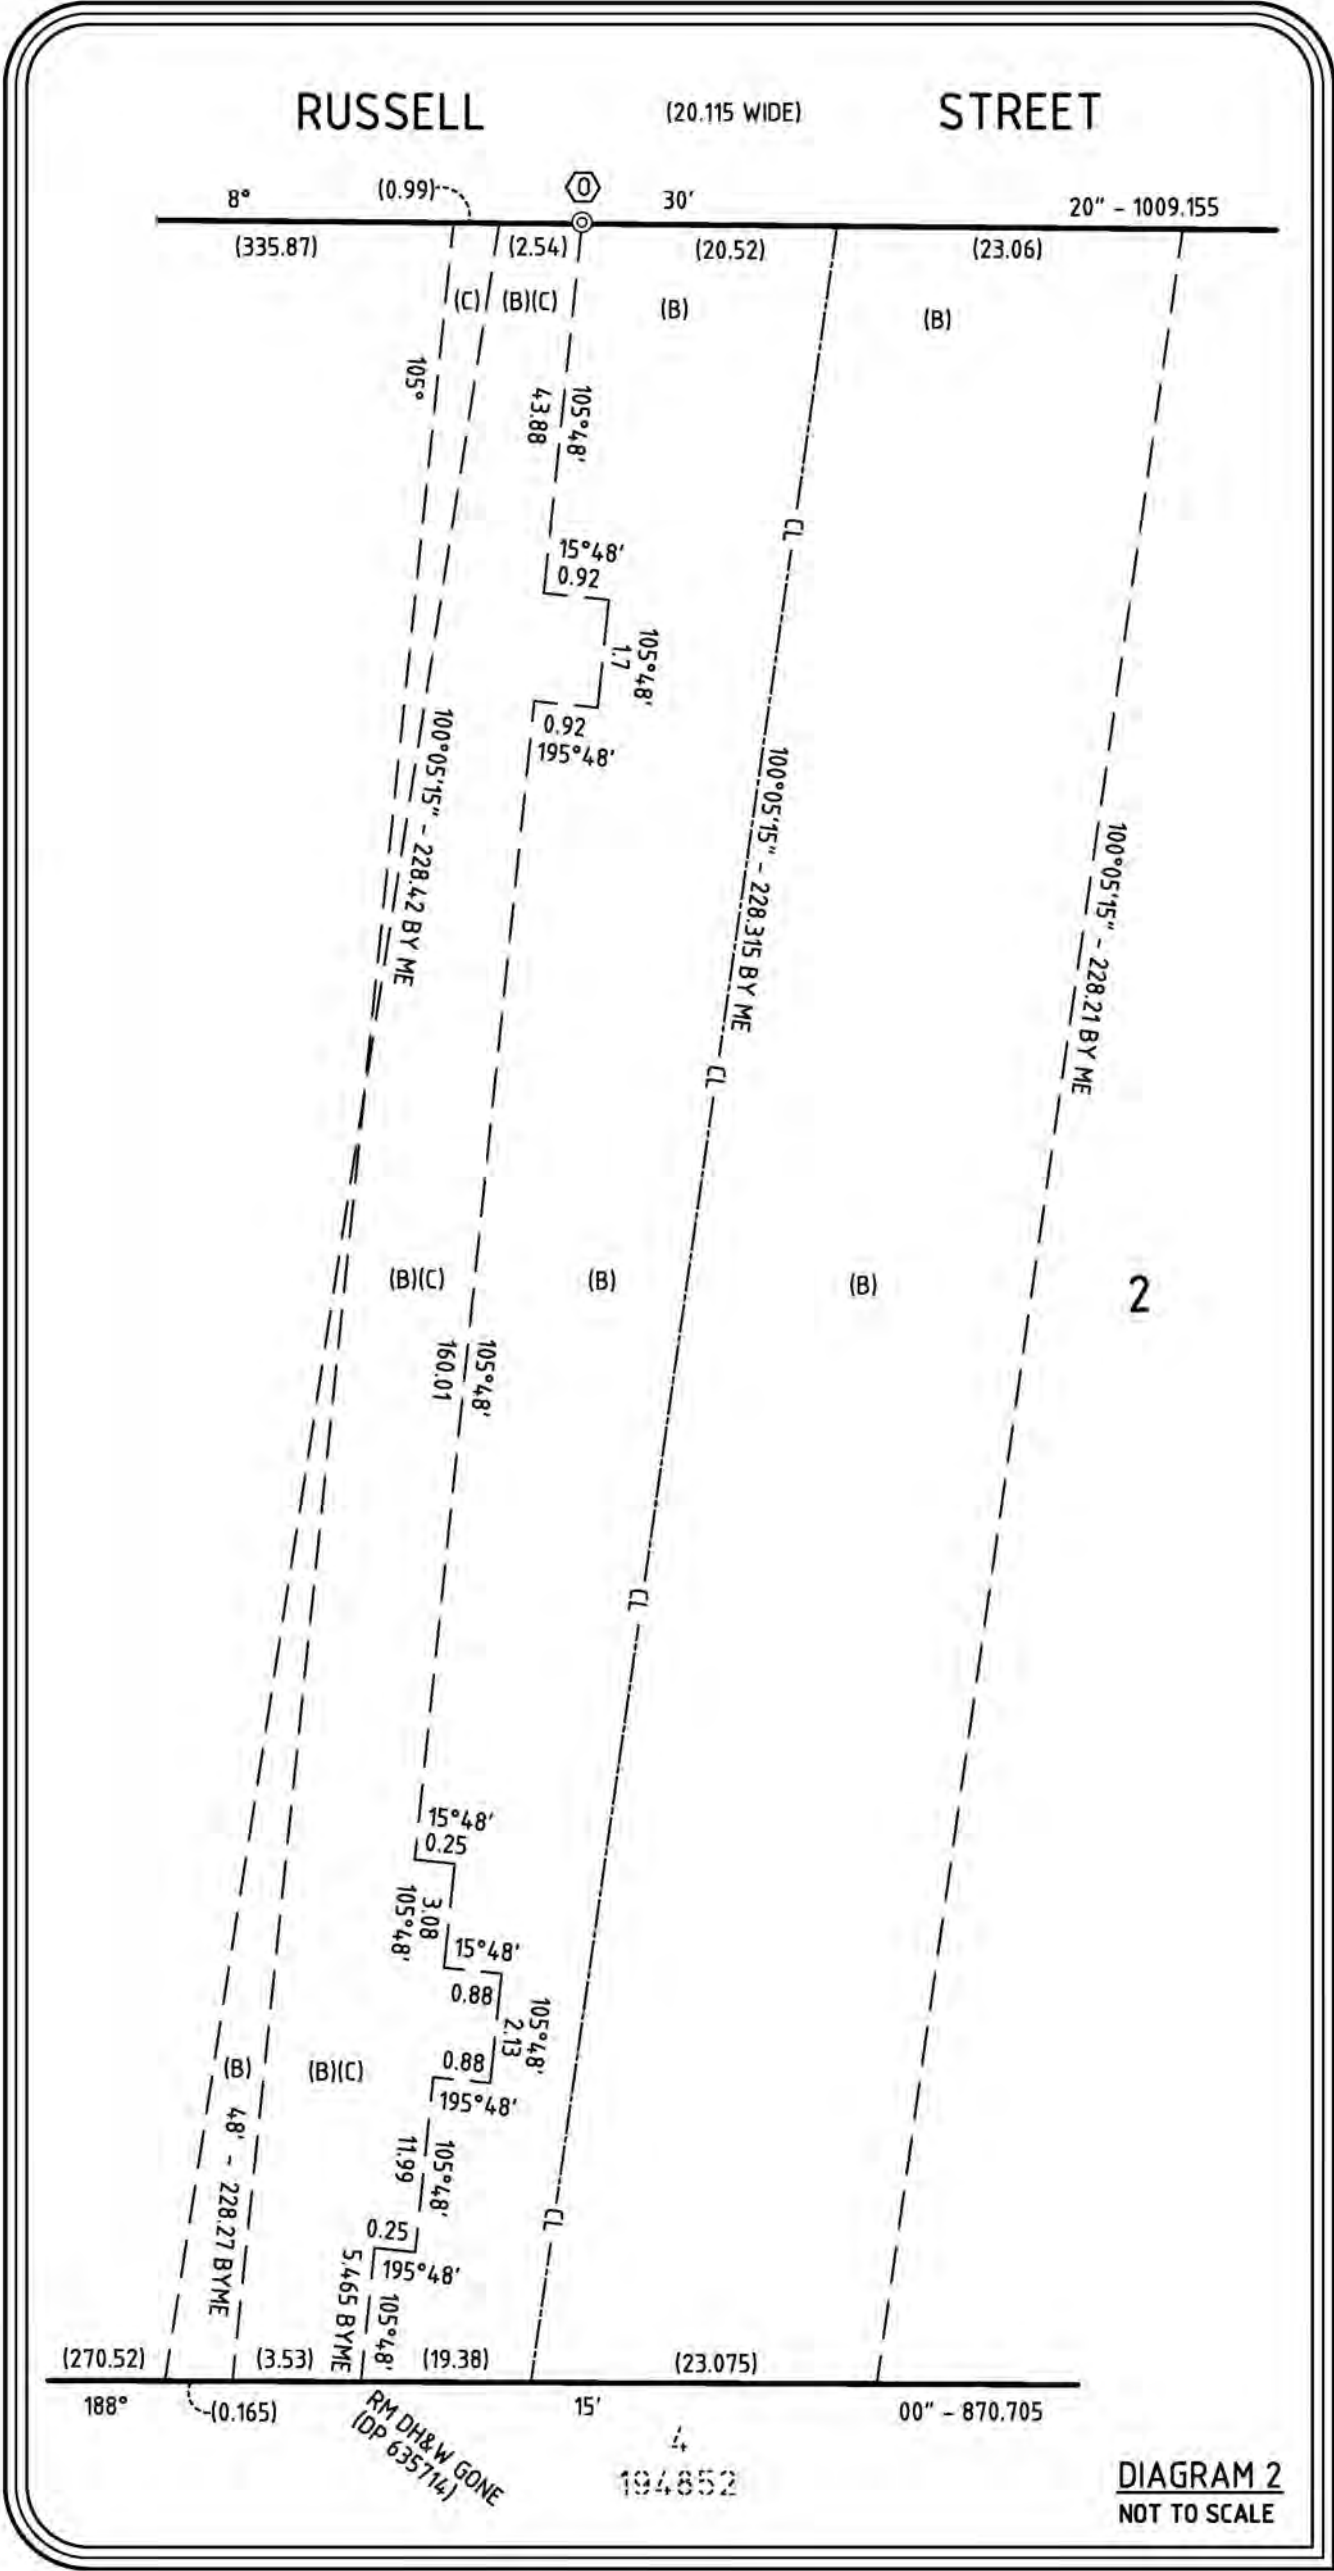 RUSSELL (20.115 WIDE) STREET
8° (0.99) O 30' 20" - 1009.155
(335.87) (2.54) (20.52) (23.06)
(C) (B)(C) (B) (B)
105°
105°48'
43.88
CL
15°48'
0.92
105°48'
1.7
0.92
195°48'
100°05'15" - 228.42 BY ME
100°05'15" - 228.315 BY ME
100°05'15" - 228.21 BY ME
CL
(B)(C) (B) (B) 2
105°48'
160.01
CL
15°48'
0.25
3.08
105°48'
15°48'
0.88
105°48'
2.13
0.88
195°48'
(B) (B)(C)
48' - 228.27 BYME
105°48'
11.99
CL
0.25
195°48'
5.465 BYME
105°48'
(270.52) (3.53) (19.38) (23.075)
188° (0.165) 15' 00" - 870.705
RM DH&W GONE
(DP 635714)
4
194852
DIAGRAM 2
NOT TO SCALE